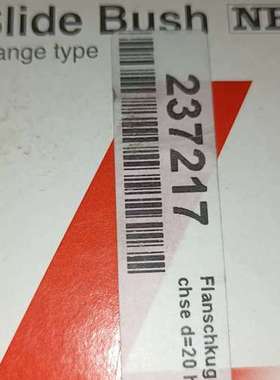 Slide Bush
ange type
237217
Flanschkug
chse d=20